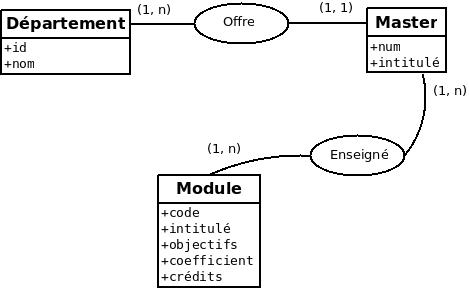 Département
+id
+nom
(1, n)
Offre
(1, 1)
Master
+num
+intitulé
(1, n)
Enseigné
(1, n)
Module
+code
+intitulé
+objectifs
+coefficient
+crédits